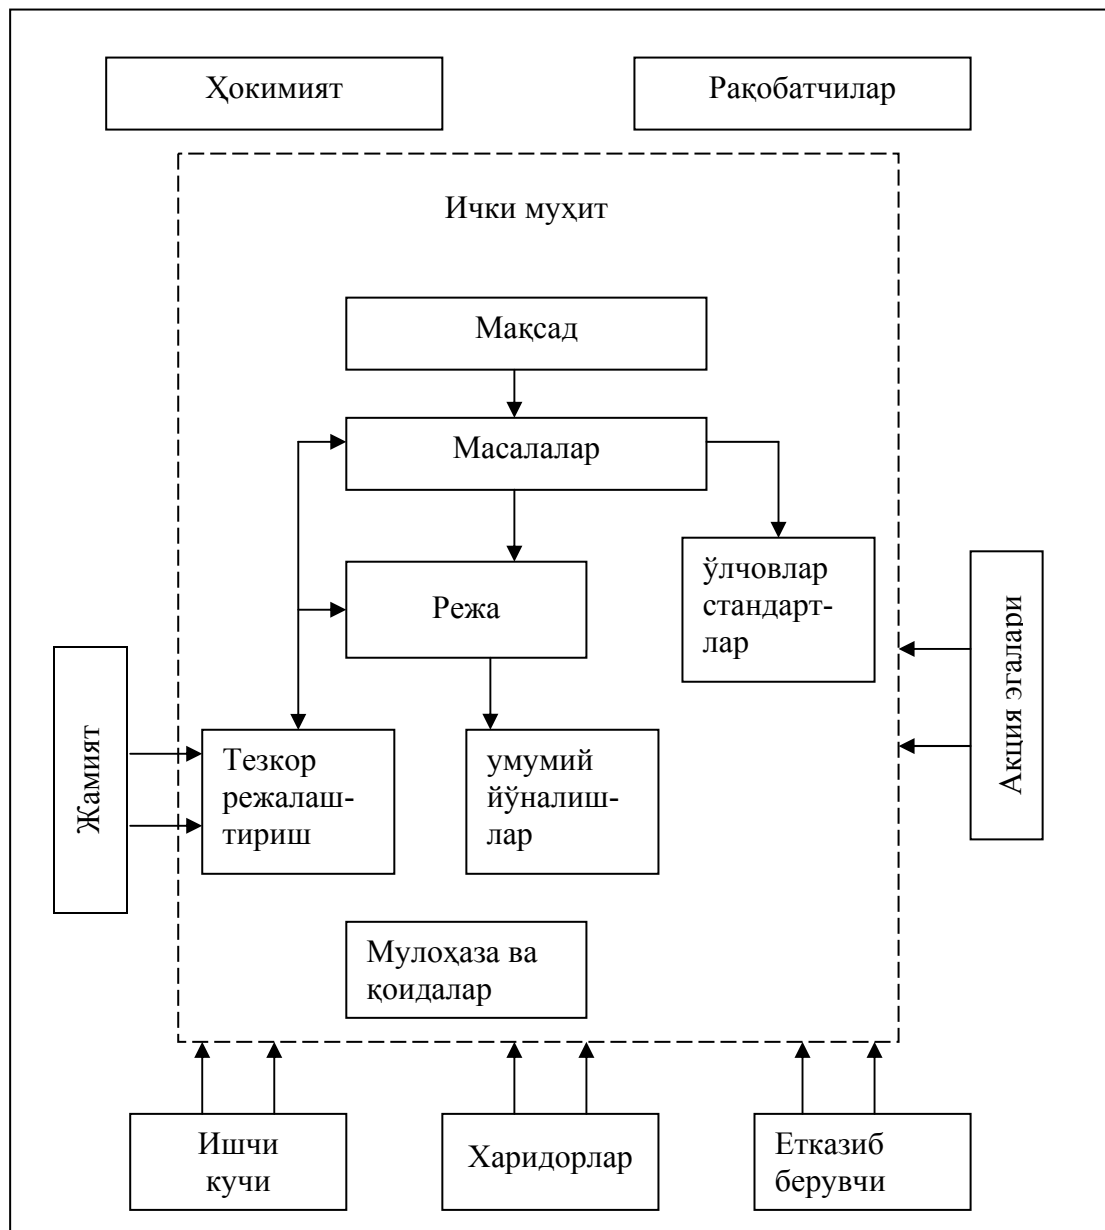 Ҳокимият
Рақобатчилар
Ички муҳит
Мақсад
Масалалар
ўлчовлар
стандарт-
лар
Режа
Акция эгалари
Жамият
Тезкор
режалаш-
тириш
умумий
йўналиш-
лар
Мулоҳаза ва
қоидалар
Ишчи
кучи
Харидорлар
Етказиб
берувчи